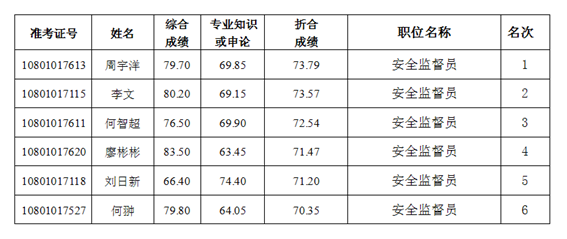 准考证号 姓名 综合成绩 专业知识或申论 折合成绩 职位名称 名次
10801017613 周宇洋 79.70 69.85 73.79 安全监督员 1
10801017115 李文 80.20 69.15 73.57 安全监督员 2
10801017611 何智超 76.50 69.90 72.54 安全监督员 3
10801017620 廖彬彬 83.50 63.45 71.47 安全监督员 4
10801017118 刘日新 66.40 74.40 71.20 安全监督员 5
10801017527 何翀 79.80 64.05 70.35 安全监督员 6